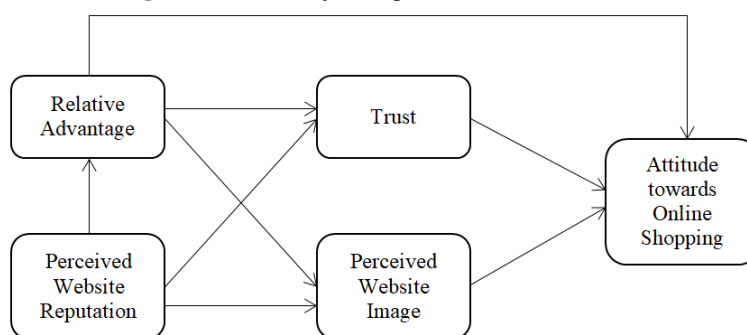 Relative
Advantage
Trust
Attitude
towards
Online
Shopping
Perceived
Website
Reputation
Perceived
Website
Image